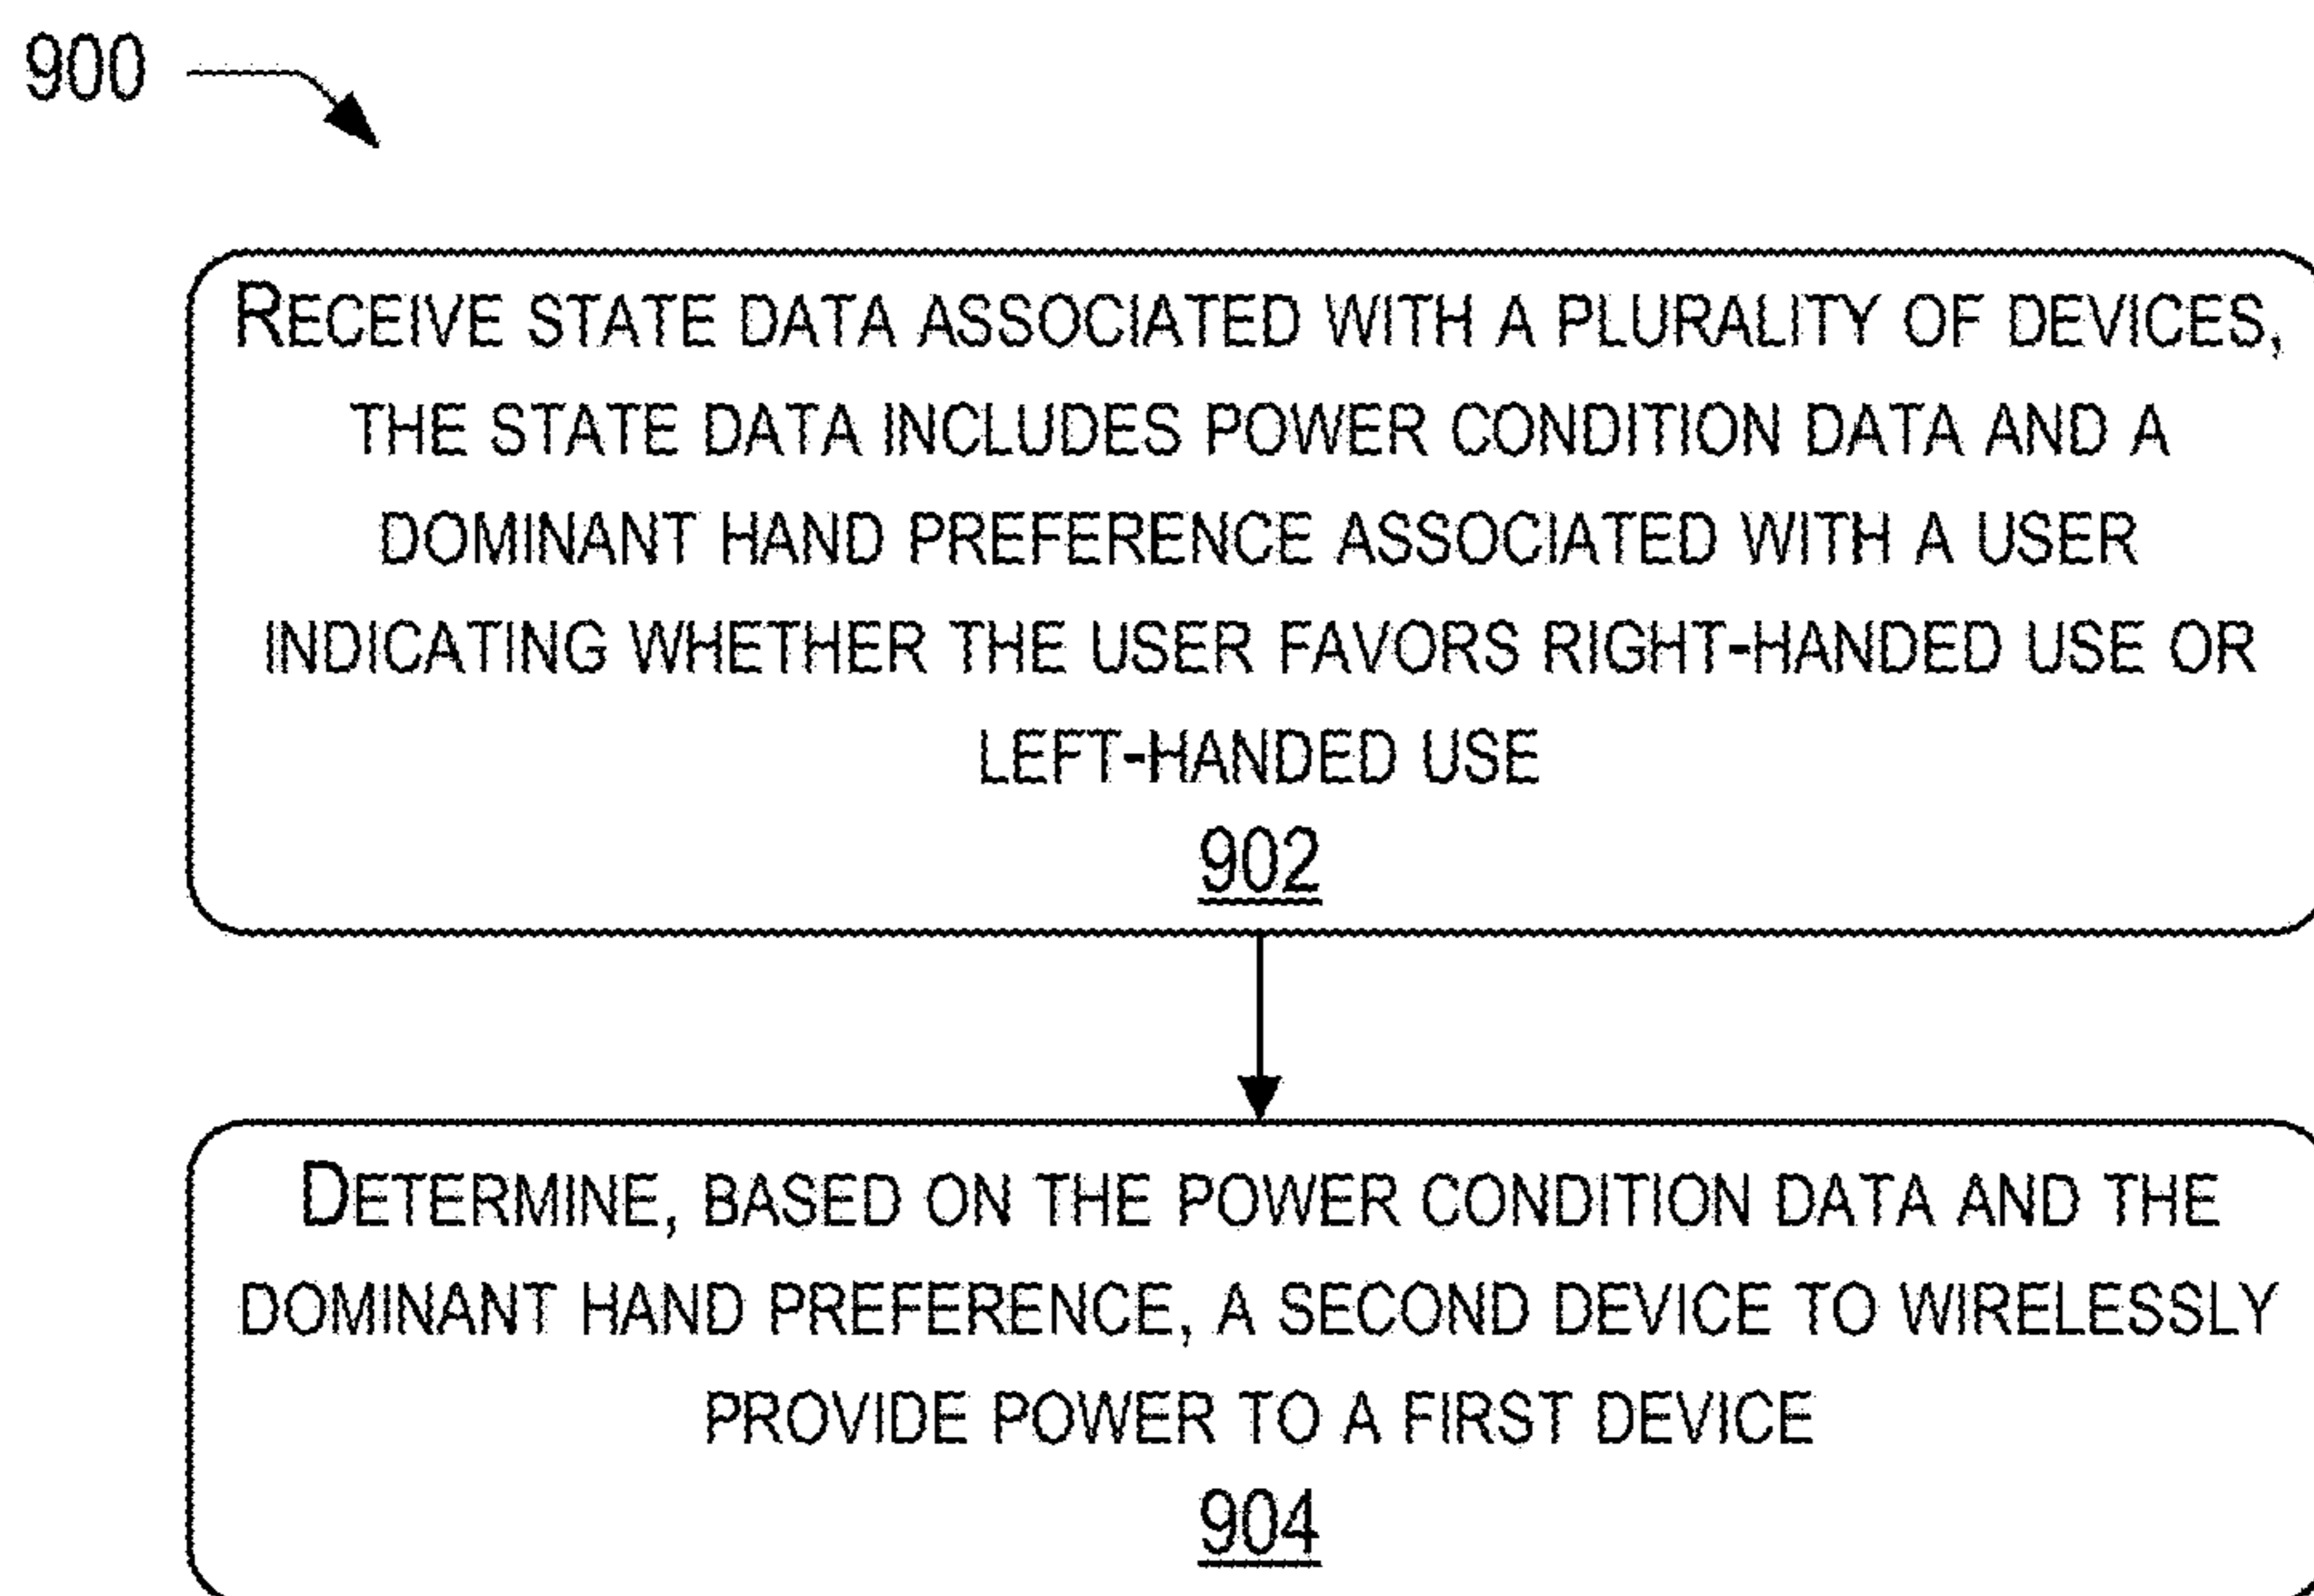 900
RECEIVE STATE DATA ASSOCIATED WITH A PLURALITY OF DEVICES,
THE STATE DATA INCLUDES POWER CONDITION DATA AND A
DOMINANT HAND PREFERENCE ASSOCIATED WITH A USER
INDICATING WHETHER THE USER FAVORS RIGHT-HANDED USE OR
LEFT-HANDED USE
902
DETERMINE, BASED ON THE POWER CONDITION DATA AND THE
DOMINANT HAND PREFERENCE, A SECOND DEVICE TO WIRELESSLY
PROVIDE POWER TO A FIRST DEVICE
904